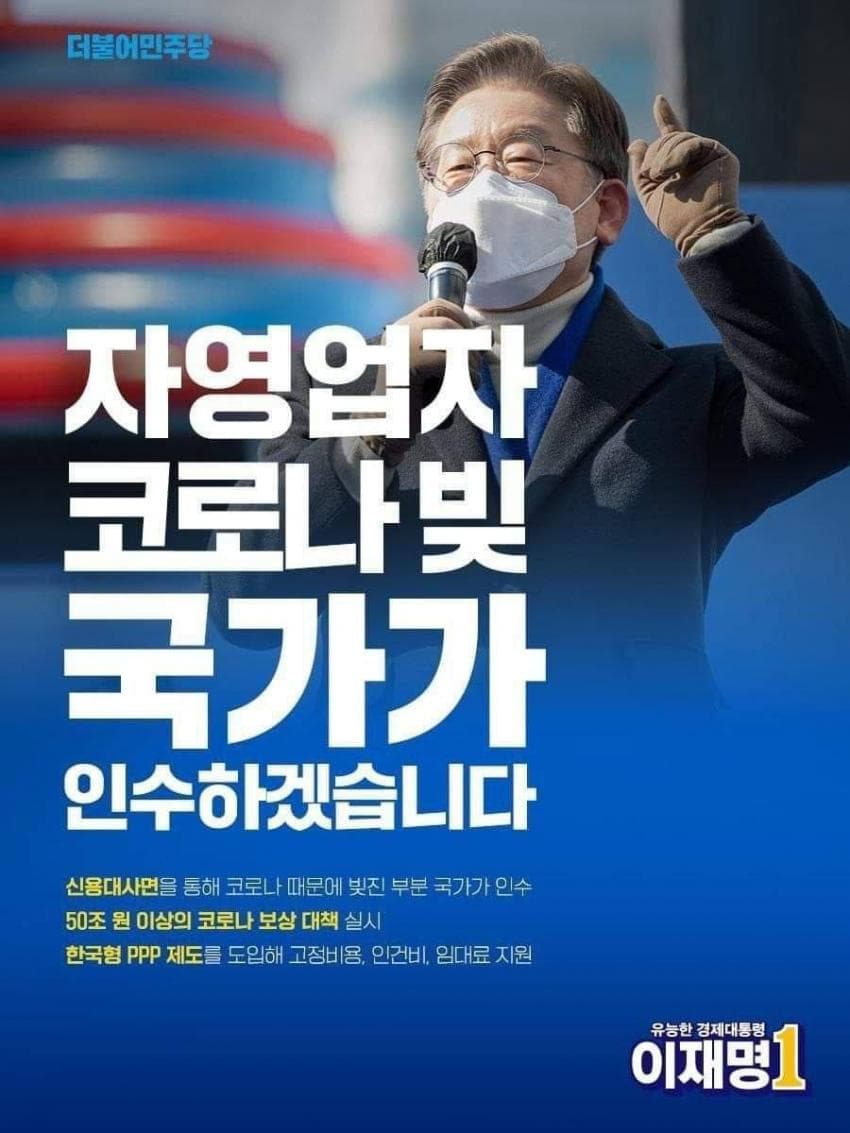 더불어민주당
자영업자
코로나 빚
국가가
인수하겠습니다
신용대사면을 통해 코로나 때문에 빚진 부분 국가가 인수
50조 원 이상의 코로나 보상 대책 실시
한국형 PPP 제도를 도입해 고정비용, 인건비, 임대료 지원
유능한 경제대통령
이재명1